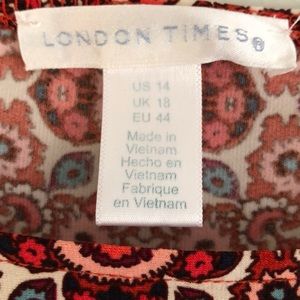 LONDON TIMES®
US 14
UK 18
EU 44
Made in
Vietnam
Hecho en
Vietnam
Fabrique
en Vietnam